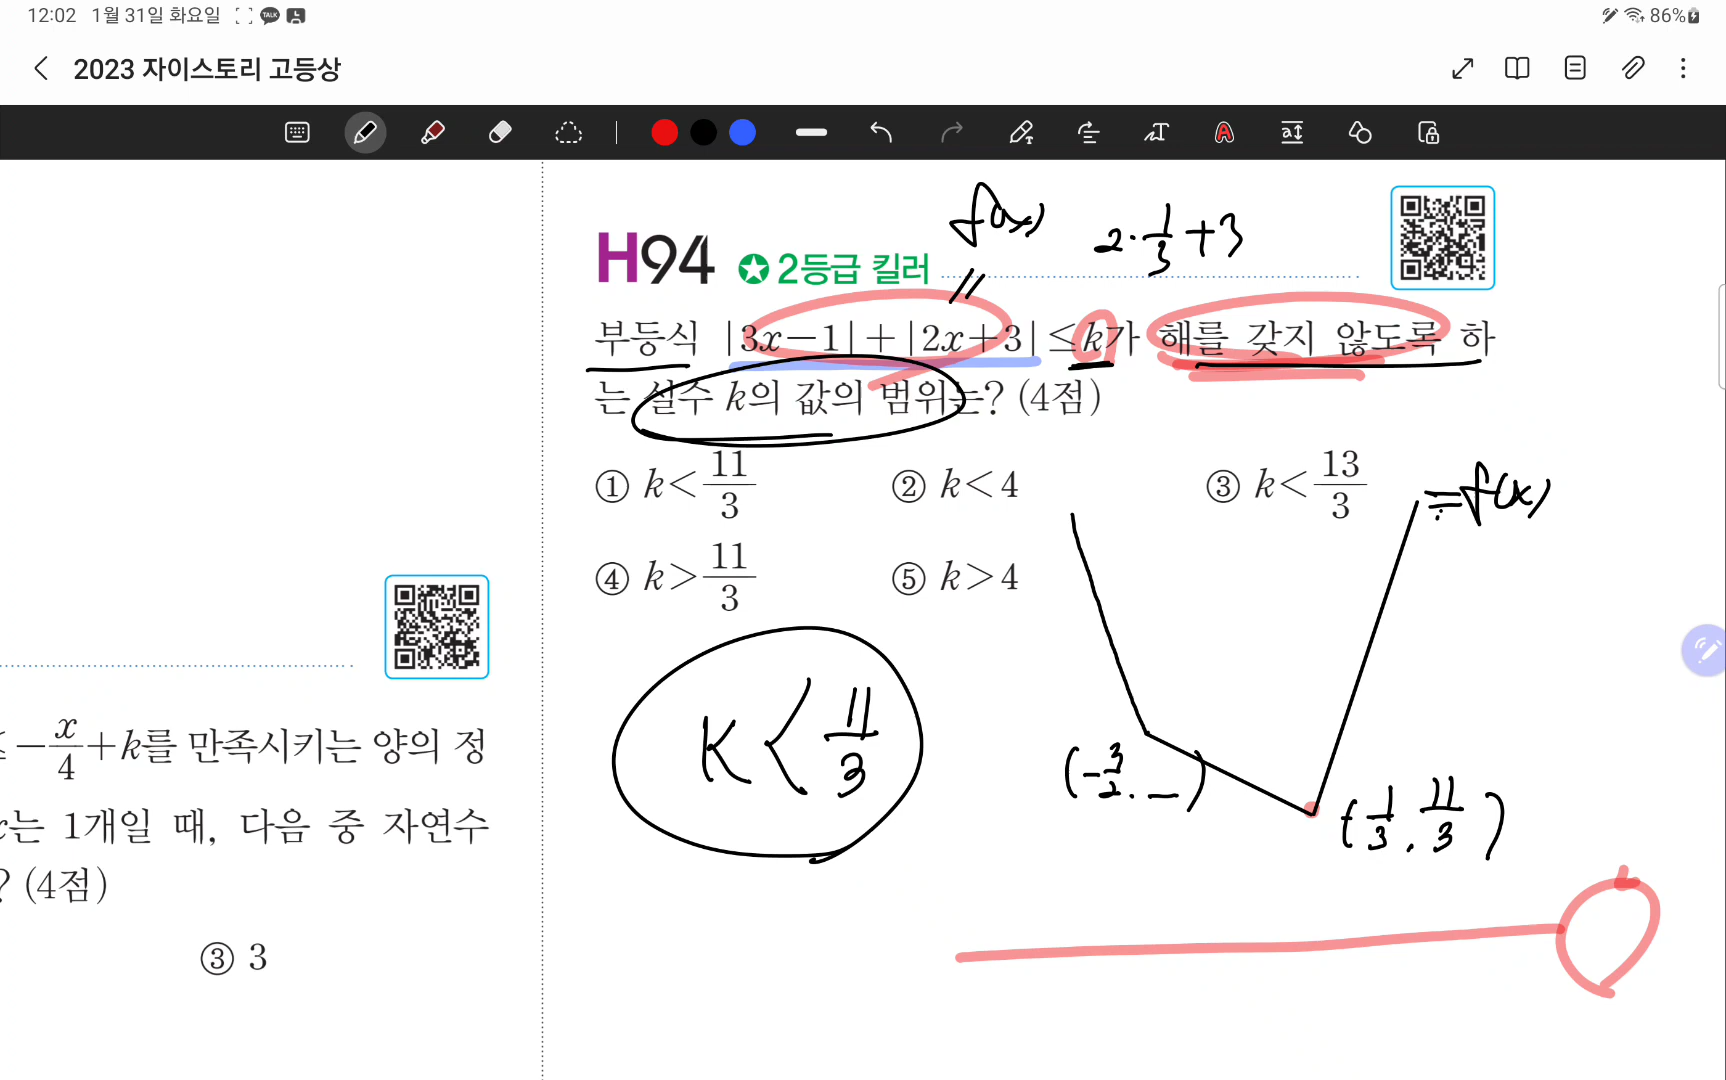 12:02 1월 31일 화요일 TALK 86%
2023 자이스토리 고등상
f(x) 2·1/3+3
H94 ✪ 2등급 킬러
=
부등식 |3x−1|+|2x+3|≤k가 해를 갖지 않도록 하
는 실수 k의 값의 범위는? (4점)
① k<11/3 ② k<4 ③ k<13/3
=f(x)
④ k>11/3 ⑤ k>4
K<11/3
(-3/2. _)
(1/3. 11/3)
−x/4+k를 만족시키는 양의 정
는 1개일 때, 다음 중 자연수
? (4점)
③ 3